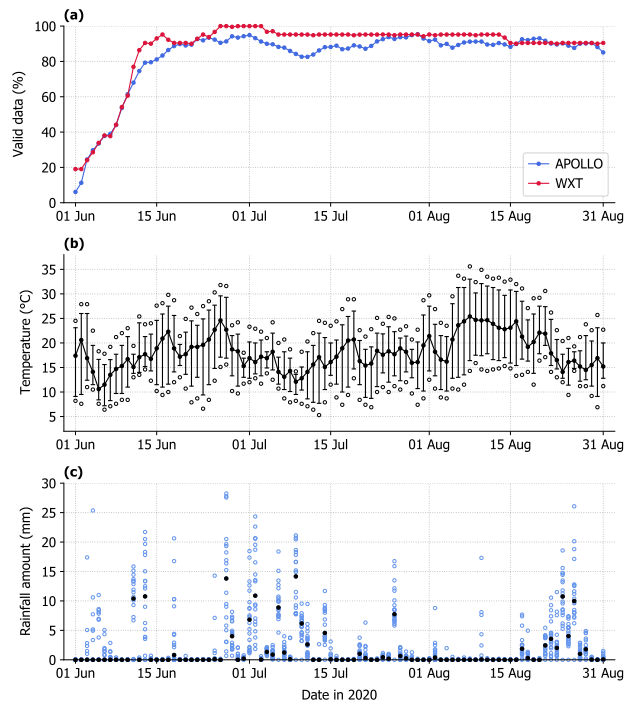 (a)
Valid data (%)
100
80
60
40
20
0
APOLLO
WXT
01 Jun
15 Jun
01 Jul
15 Jul
01 Aug
15 Aug
31 Aug
(b)
Temperature (°C)
35
30
25
20
15
10
5
01 Jun
15 Jun
01 Jul
15 Jul
01 Aug
15 Aug
31 Aug
(c)
Rainfall amount (mm)
30
25
20
15
10
5
0
01 Jun
15 Jun
01 Jul
15 Jul
01 Aug
15 Aug
31 Aug
Date in 2020